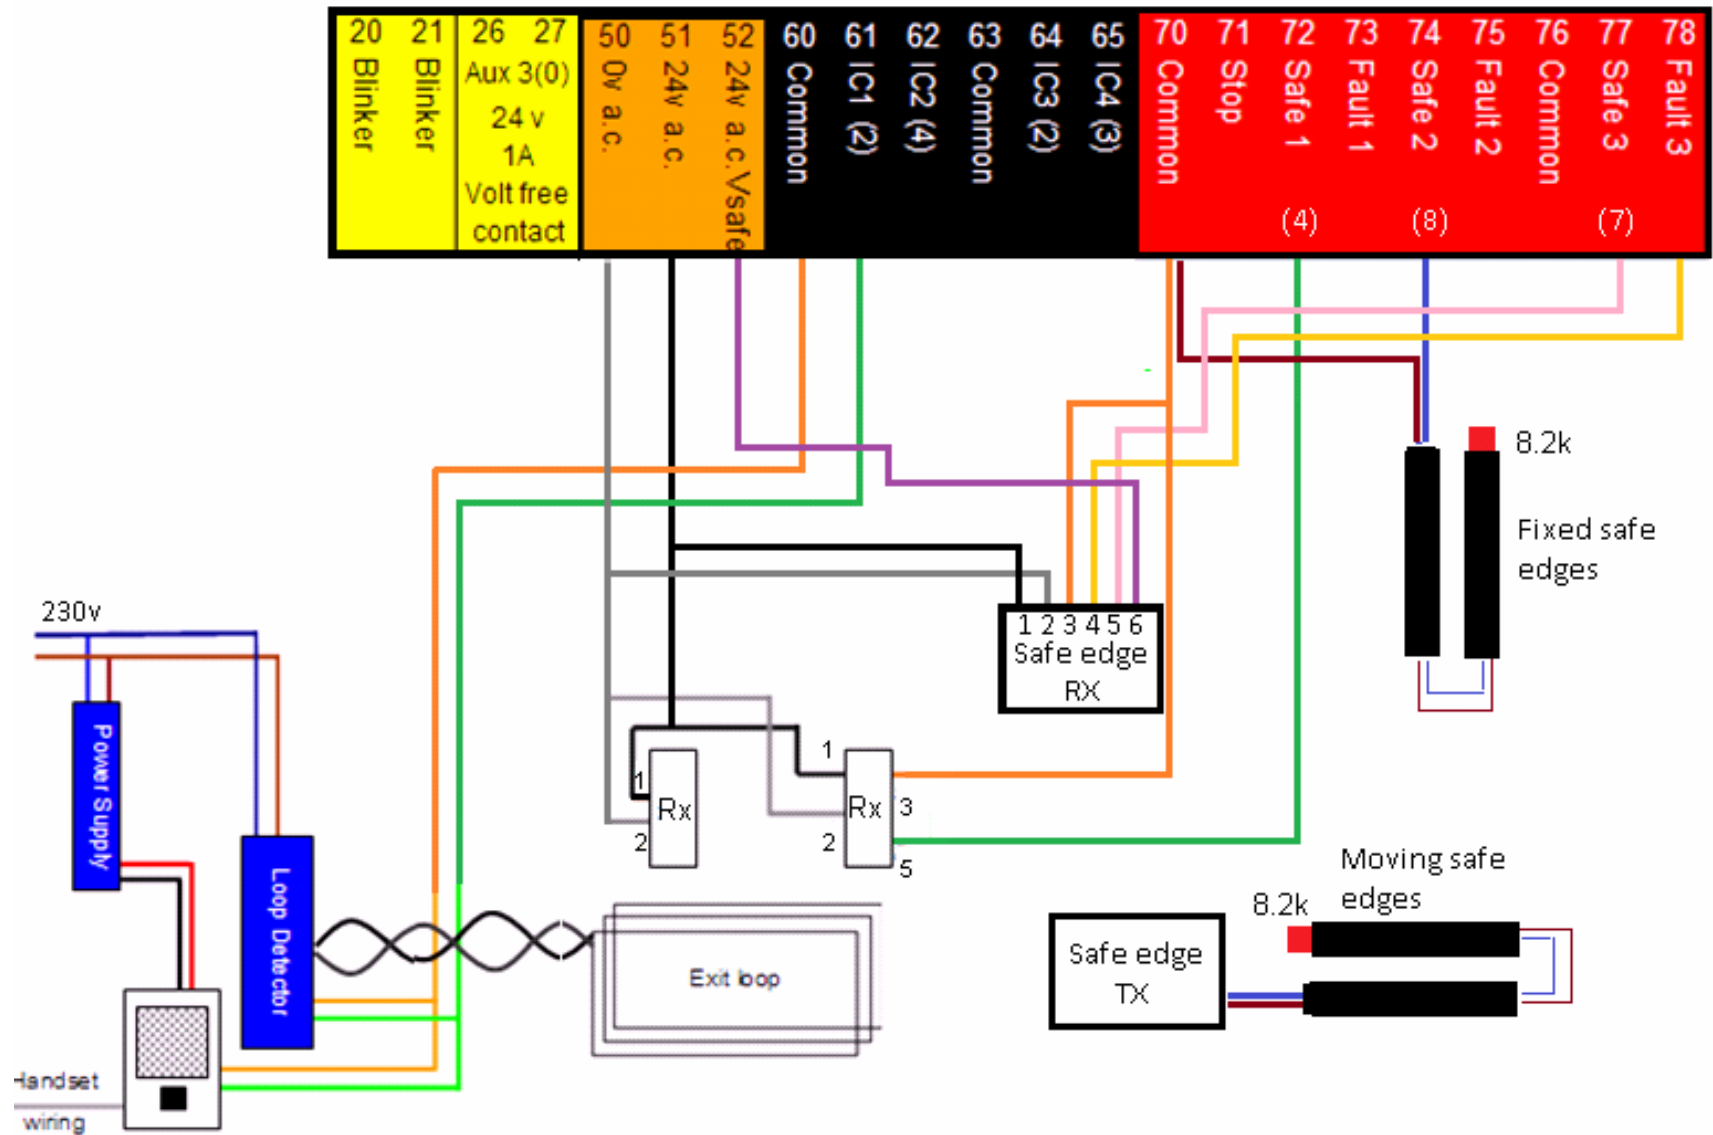 20 Blinker
21 Blinker
26 27
Aux 3(0)
24 v
1A
Volt free
contact
50 0v a.c.
51 24v a.c.
52 24v a.c.Vsafe
60 Common
61 IC1 (2)
62 IC2 (4)
63 Common
64 IC3 (2)
65 IC4 (3)
70 Common
71 Stop
72 Safe 1 (4)
73 Fault 1
74 Safe 2 (8)
75 Fault 2
76 Common
77 Safe 3 (7)
78 Fault 3
8.2k
Fixed safe
edges
230v
1 2 3 4 5 6
Safe edge
RX
Power Supply
1
Rx
2
1
Rx
3
2
5
Loop Detector
Exit loop
Moving safe
edges
8.2k
Safe edge
TX
Handset
wiring